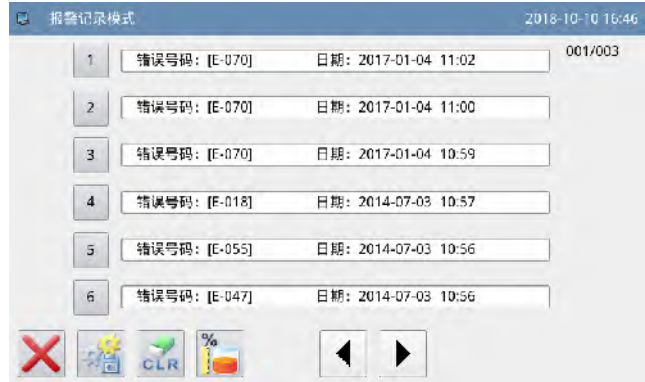 报警记录模式 2018-10-10 16:46
001/003
1 错误号码: [E-070] 日期: 2017-01-04 11:02
2 错误号码: [E-070] 日期: 2017-01-04 11:00
3 错误号码: [E-070] 日期: 2017-01-04 10:59
4 错误号码: [E-018] 日期: 2014-07-03 10:57
5 错误号码: [E-055] 日期: 2014-07-03 10:56
6 错误号码: [E-047] 日期: 2014-07-03 10:56
CLR %